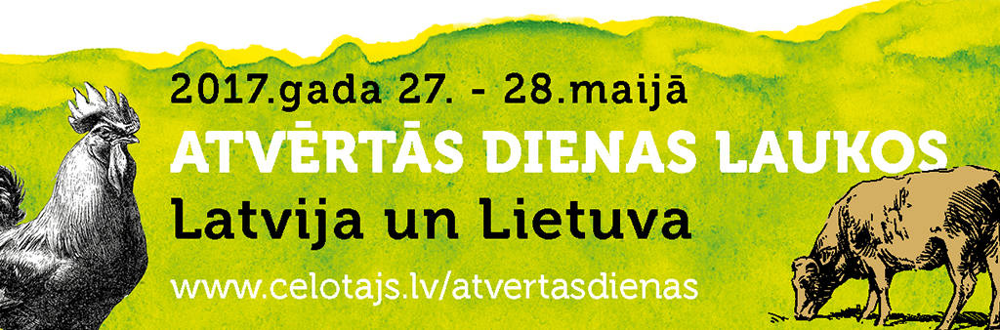 2017.gada 27. - 28.maijā
ATVĒRTĀS DIENAS LAUKOS
Latvija un Lietuva
www.celotajs.lv/atvertasdienas